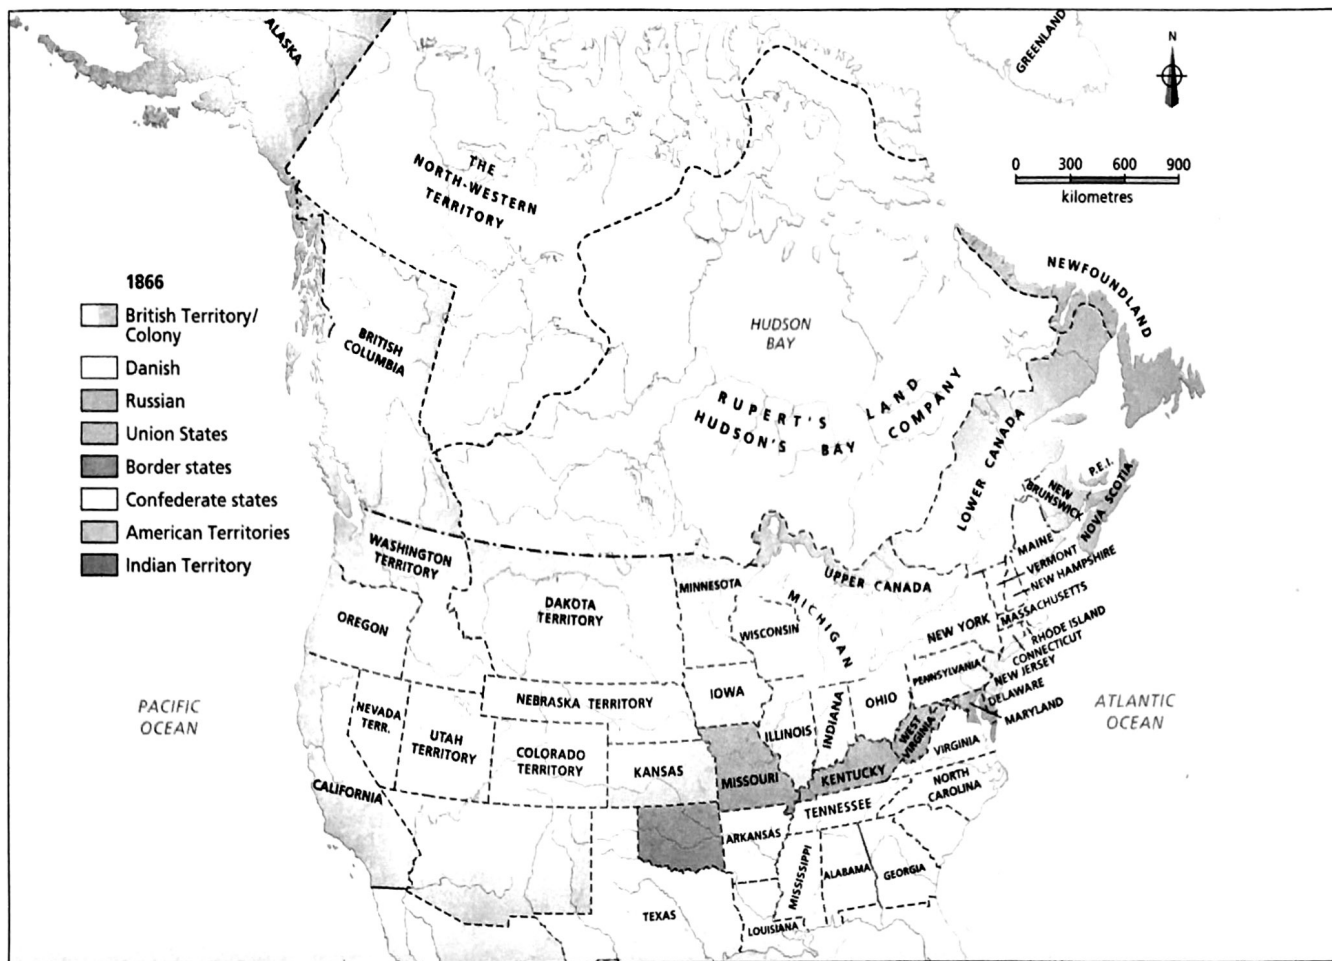 ALASKA
GREENLAND
N
THE
NORTH-WESTERN
TERRITORY
0 300 600 900
kilometres
NEWFOUNDLAND
1866
British Territory/
Colony
Danish
Russian
Union States
Border states
Confederate states
American Territories
Indian Territory
BRITISH
COLUMBIA
HUDSON
BAY
RUPERT'S LAND
HUDSON'S BAY COMPANY
LOWER CANADA
P.E.I.
NEW
BRUNSWICK
NOVA SCOTIA
WASHINGTON
TERRITORY
UPPER CANADA
MAINE
VERMONT
NEW HAMPSHIRE
MASSACHUSETTS
RHODE ISLAND
CONNECTICUT
NEW JERSEY
DELAWARE
MARYLAND
MINNESOTA
MICHIGAN
DAKOTA
TERRITORY
OREGON
WISCONSIN
NEW YORK
PENNSYLVANIA
IOWA
NEBRASKA TERRITORY
OHIO
INDIANA
ILLINOIS
PACIFIC
OCEAN
ATLANTIC
OCEAN
NEVADA
TERR.
UTAH
TERRITORY
COLORADO
TERRITORY
KANSAS
MISSOURI
KENTUCKY
WEST
VIRGINIA
VIRGINIA
CALIFORNIA
NORTH
CAROLINA
TENNESSEE
ARKANSAS
MISSISSIPPI
ALABAMA
GEORGIA
TEXAS
LOUISIANA